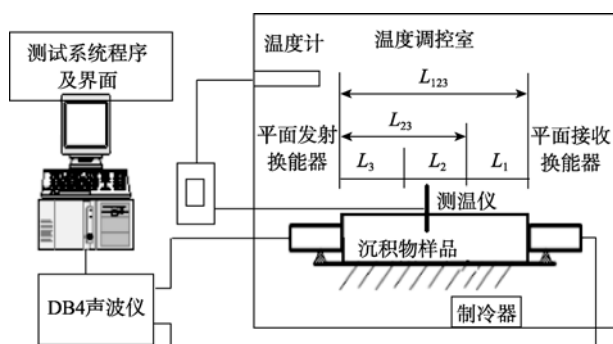 测试系统程序
及界面
DB4声波仪
温度计
温度调控室
L123
L23
平面发射
换能器
L3
L2
L1
平面接收
换能器
测温仪
沉积物样品
制冷器